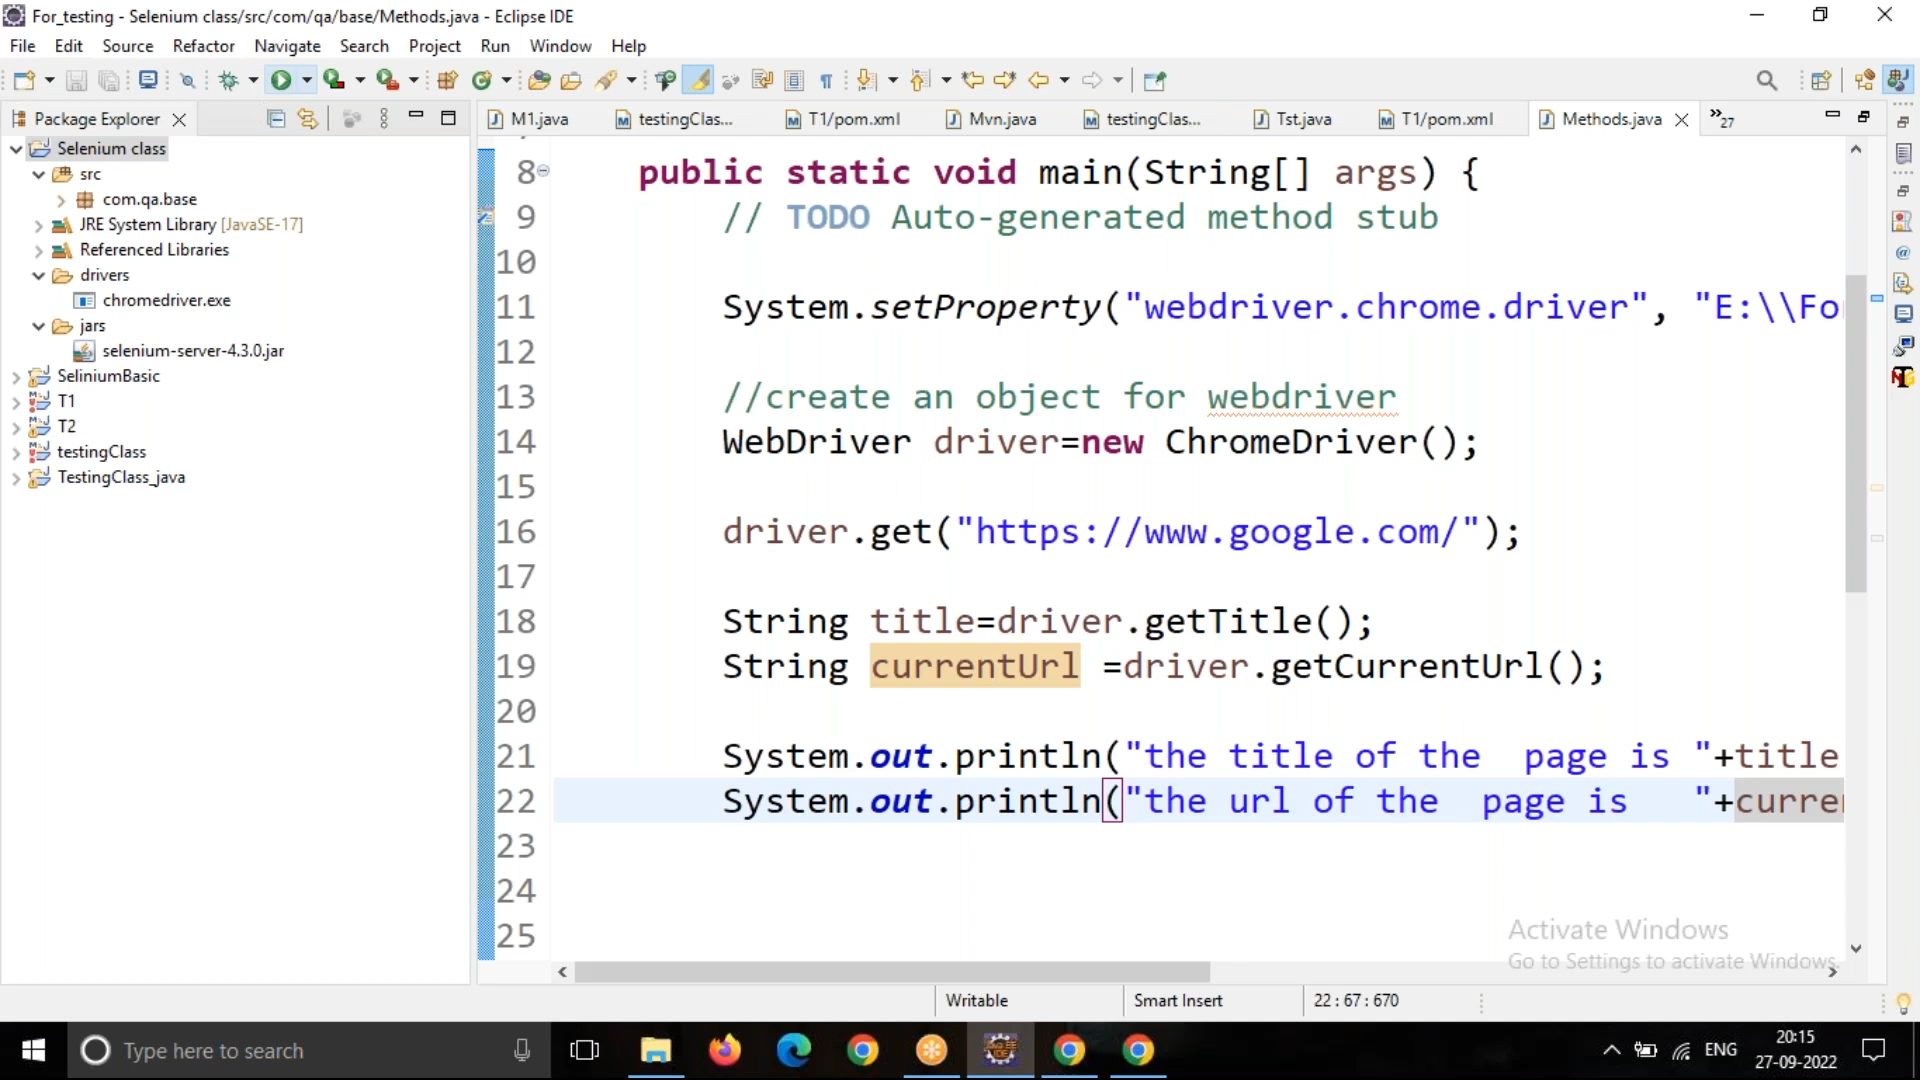 For_testing - Selenium class/src/com/qa/base/Methods.java - Eclipse IDE
File Edit Source Refactor Navigate Search Project Run Window Help
Package Explorer
Selenium class
src
com.qa.base
JRE System Library [JavaSE-17]
Referenced Libraries
drivers
chromedriver.exe
jars
selenium-server-4.3.0.jar
SeliniumBasic
T1
T2
testingClass
TestingClass_java
M1.java testingClas... T1/pom.xml Mvn.java testingClas... Tst.java T1/pom.xml Methods.java »27
8 public static void main(String[] args) {
9 // TODO Auto-generated method stub
10
11 System.setProperty("webdriver.chrome.driver", "E:\\Fo
12
13 //create an object for webdriver
14 WebDriver driver=new ChromeDriver();
15
16 driver.get("https://www.google.com/");
17
18 String title=driver.getTitle();
19 String currentUrl =driver.getCurrentUrl();
20
21 System.out.println("the title of the  page is "+title
22 System.out.println("the url of the  page is   "+curre
23
24
25
Activate Windows
Go to Settings to activate Windows.
Writable Smart Insert 22 : 67 : 670
Type here to search
ENG
20:15
27-09-2022